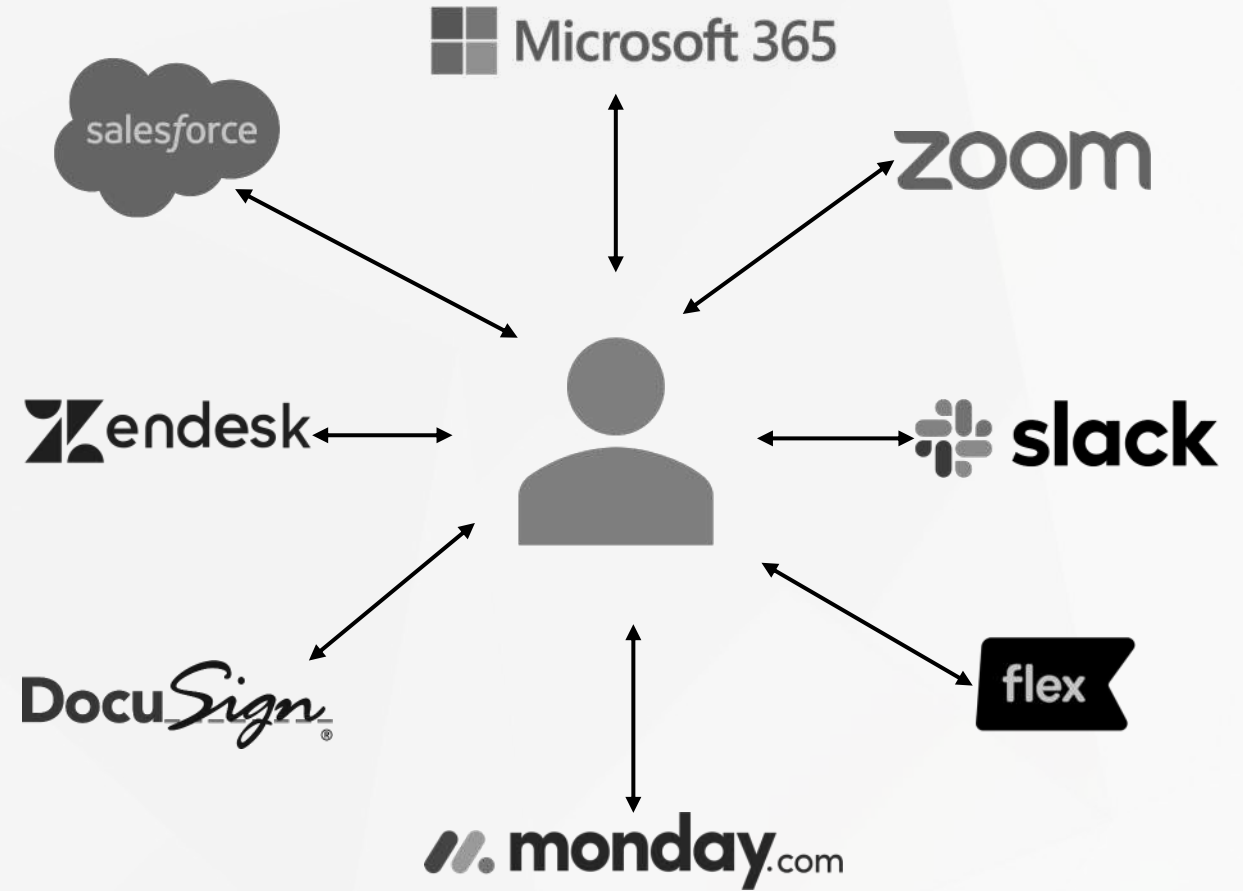 Microsoft 365
salesforce
zoom
zendesk
slack
DocuSign®
flex
monday.com